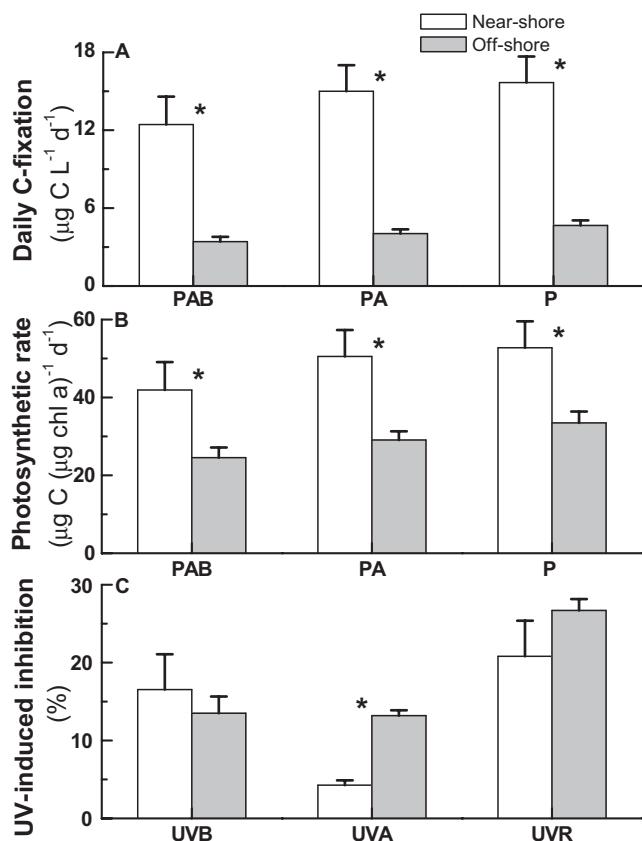 Near-shore
Off-shore
A
18
12
6
0
Daily C-fixation
(µg C L⁻¹ d⁻¹)
*
*
*
PAB PA P
B
60
40
20
0
Photosynthetic rate
(µg C (µg chl a)⁻¹ d⁻¹)
*
*
*
PAB PA P
C
30
20
10
0
UV-induced inhibition
(%)
*
UVB UVA UVR